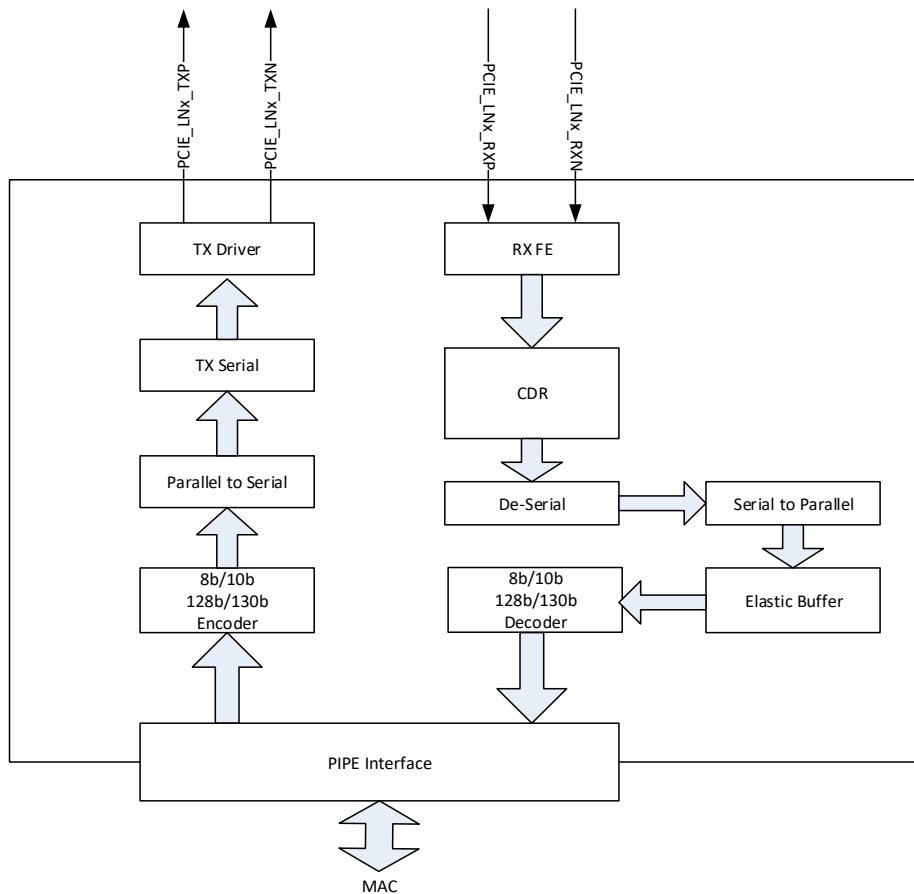 PCIE_LNx_TXP
PCIE_LNx_TXN
PCIE_LNx_RXP
PCIE_LNx_RXN
TX Driver
RX FE
TX Serial
CDR
Parallel to Serial
De-Serial
Serial to Parallel
8b/10b
128b/130b
Encoder
8b/10b
128b/130b
Decoder
Elastic Buffer
PIPE Interface
MAC